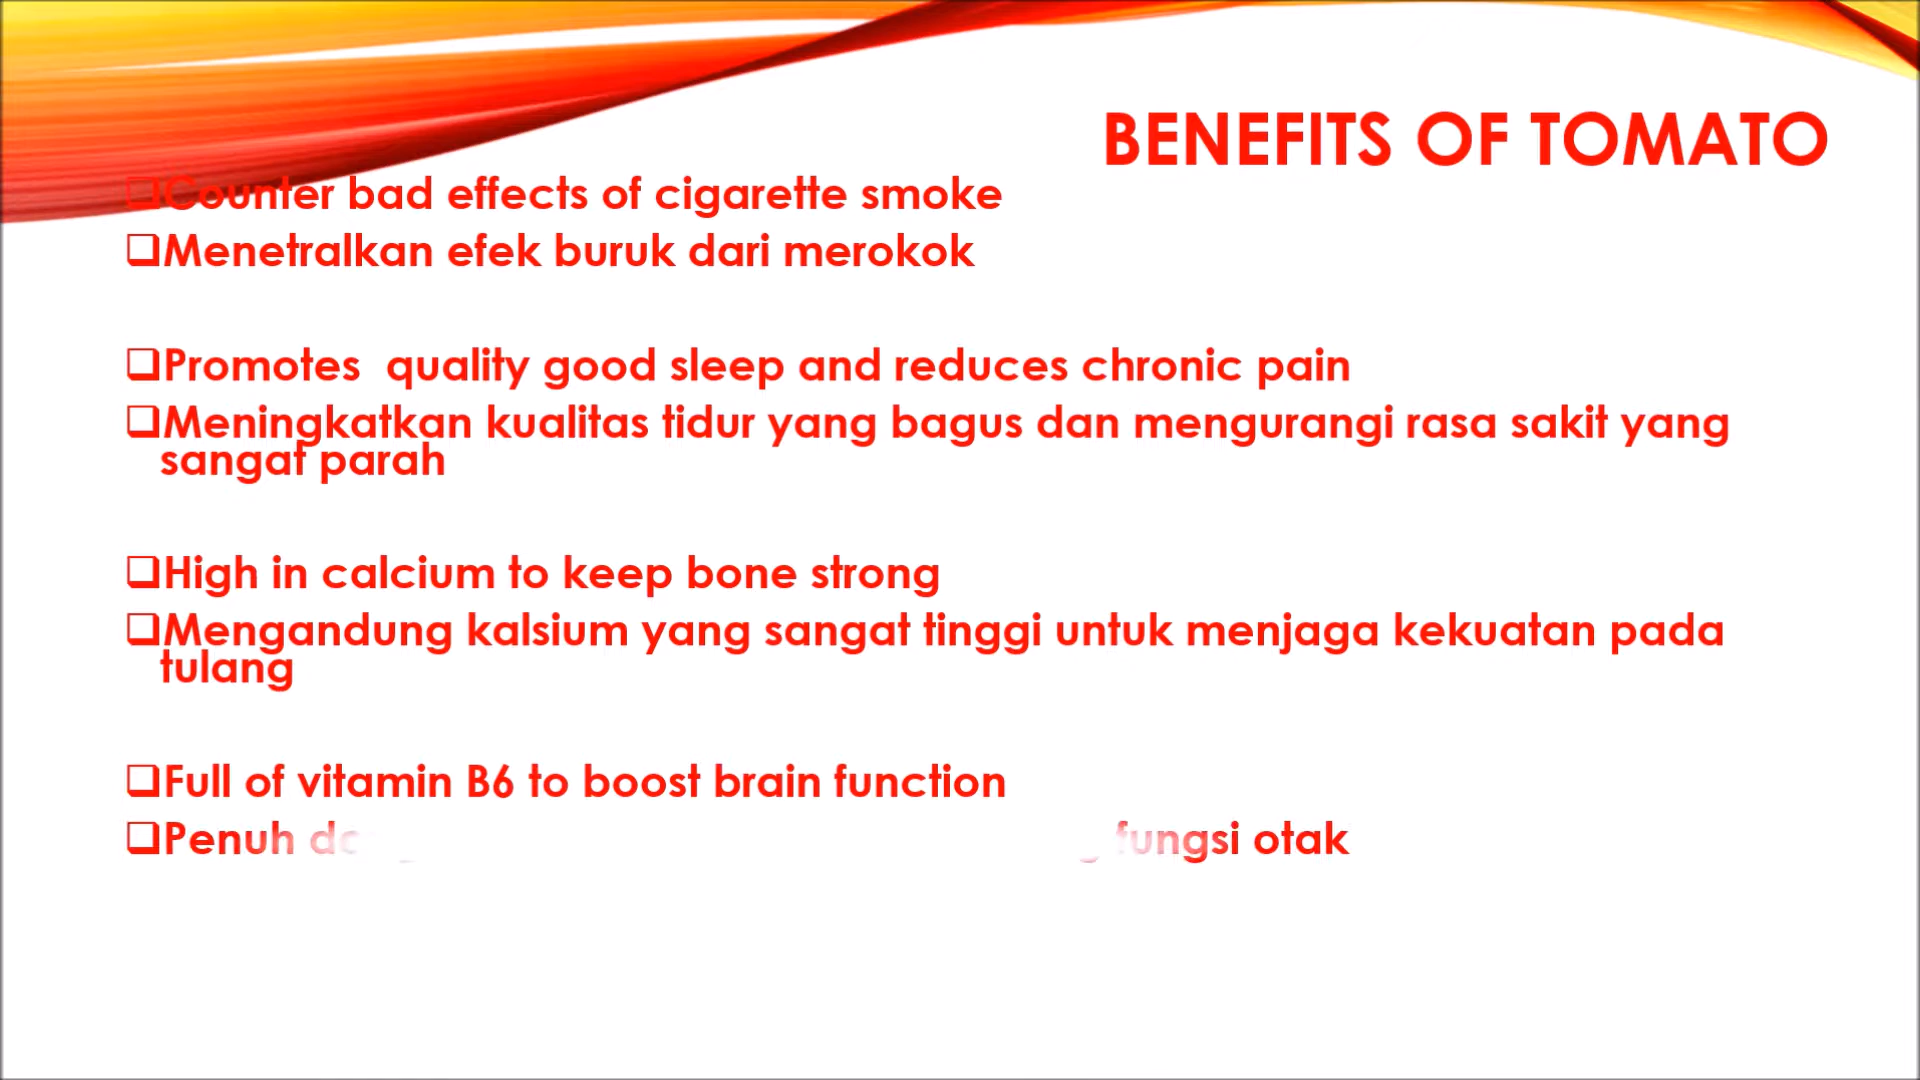 BENEFITS OF TOMATO
❑Counter bad effects of cigarette smoke
❑Menetralkan efek buruk dari merokok
❑Promotes  quality good sleep and reduces chronic pain
❑Meningkatkan kualitas tidur yang bagus dan mengurangi rasa sakit yang
sangat parah
❑High in calcium to keep bone strong
❑Mengandung kalsium yang sangat tinggi untuk menjaga kekuatan pada
tulang
❑Full of vitamin B6 to boost brain function
❑Penuh fungsi otak